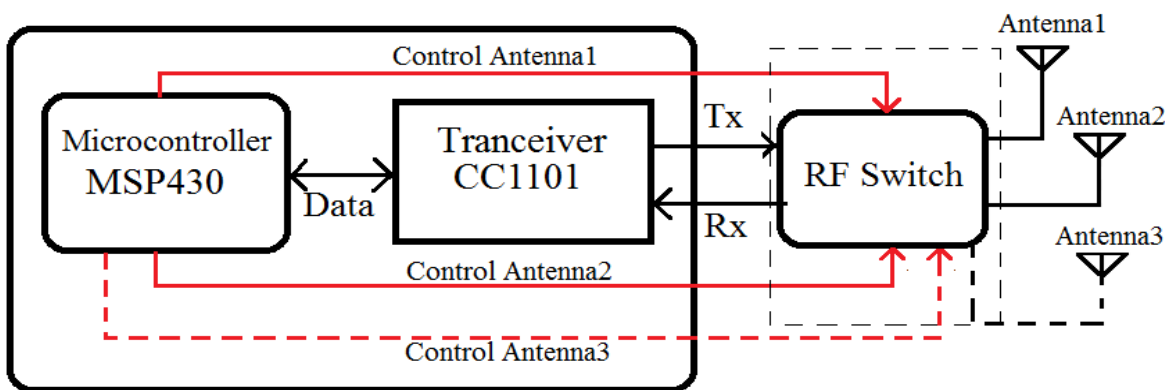 Antenna1
Control Antenna1
Microcontroller
MSP430
Tranceiver
CC1101
Data
Tx
Rx
RF Switch
Antenna2
Antenna3
Control Antenna2
Control Antenna3